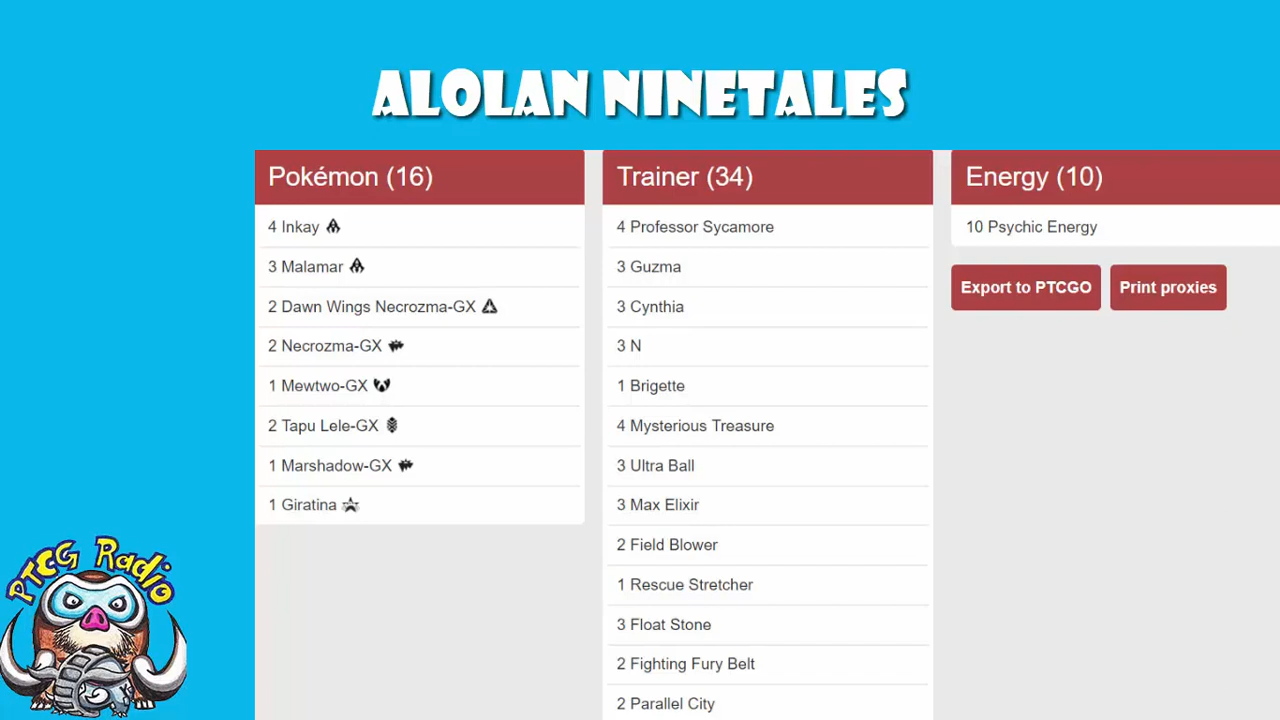 ALOLAN NINETALES
Pokémon (16)
4 Inkay
3 Malamar
2 Dawn Wings Necrozma-GX
2 Necrozma-GX
1 Mewtwo-GX
2 Tapu Lele-GX
1 Marshadow-GX
1 Giratina
Trainer (34)
4 Professor Sycamore
3 Guzma
3 Cynthia
3 N
1 Brigette
4 Mysterious Treasure
3 Ultra Ball
3 Max Elixir
2 Field Blower
1 Rescue Stretcher
3 Float Stone
2 Fighting Fury Belt
2 Parallel City
Energy (10)
10 Psychic Energy
Export to PTCGO
Print proxies
PTCG Radio